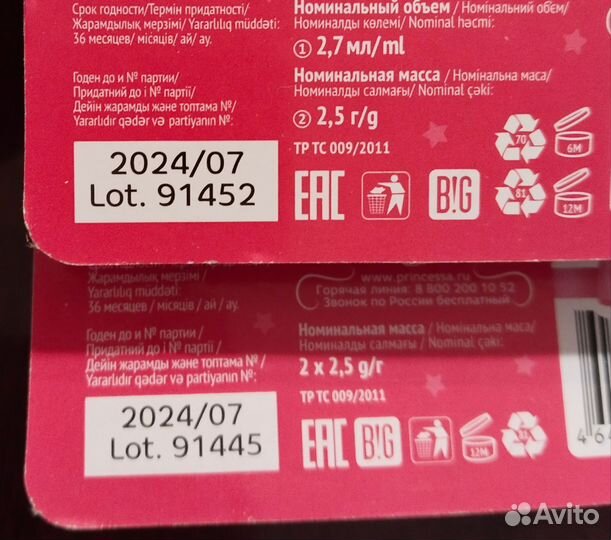 Срок годности/Термін придатності/
Жарамдылық мерзімі/ Yararlılıq müddəti:
36 месяцев/ місяців/ ай/ ay.
Номинальный объем / Номінальний об'єм/
Номиналды көлемі/ Nominal həcmi:
① 2,7 мл/ml
Годен до и № партии/
Придатний до і № партії/
Дейін жарамды және топтама №/
Yararlıdır qədər və partiyanın №:
Номинальная масса / Номінальна маса/
Номиналды салмағы/ Nominal çəki:
② 2,5 г/g
ТР ТС 009/2011
2024/07
Lot. 91452
EAC
B!G
70
81
6M
12M
Жарамдылық мерзімі/
Yararlılıq müddəti:
36 месяцев / місяців / ай / ay.
www.princessa.ru
Горячая линия: 8 800 200 10 52
Звонок по России бесплатный
Годен до и № партии/
Придатний до і № партії/
Дейін жарамды және топтама №/
Yararlıdır qədər və partiyanın №:
Номинальная масса / Номінальна маса/
Номиналды салмағы/ Nominal çəki:
2 x 2,5 g/г
ТР ТС 009/2011
2024/07
Lot. 91445
EAC
B!G
12M
4
Avito